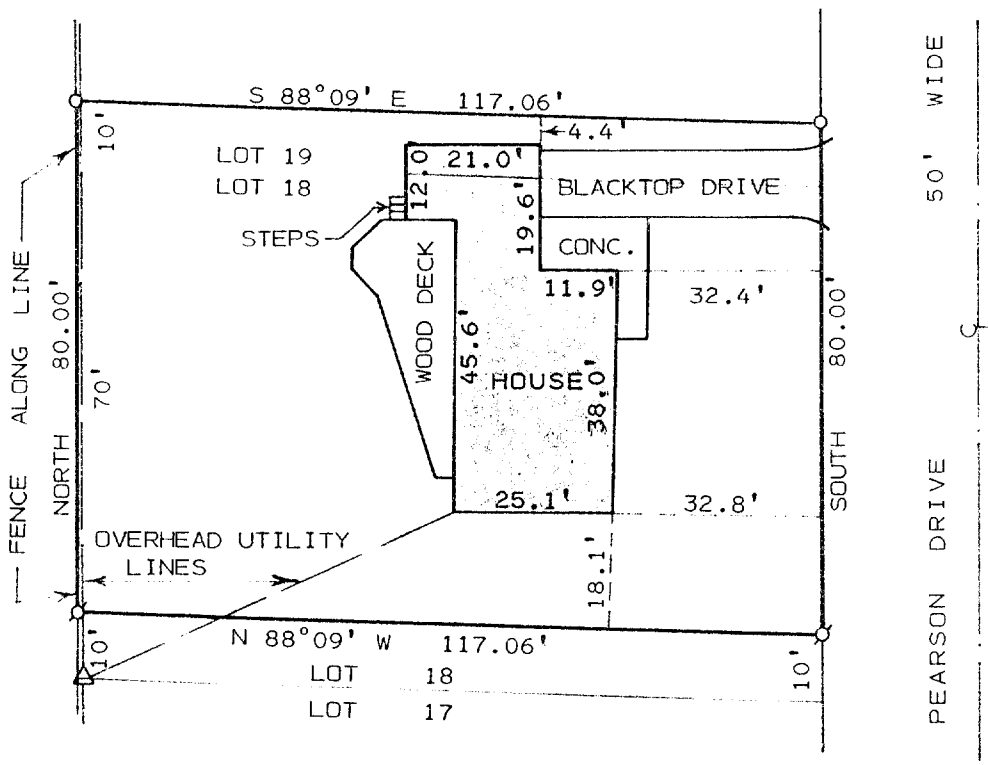 S 88°09' E 117.06'
4.4'
10'
LOT 19
LOT 18
21.0'
12.0
STEPS
BLACKTOP DRIVE
19.6'
CONC.
11.9'
32.4'
WOOD DECK
45.6'
HOUSE
38.0'
FENCE ALONG LINE
NORTH 80.00'
70'
SOUTH 80.00'
25.1'
32.8'
OVERHEAD UTILITY
LINES
18.1'
N 88°09' W 117.06'
10'
LOT 18
LOT 17
10'
PEARSON DRIVE 50' WIDE